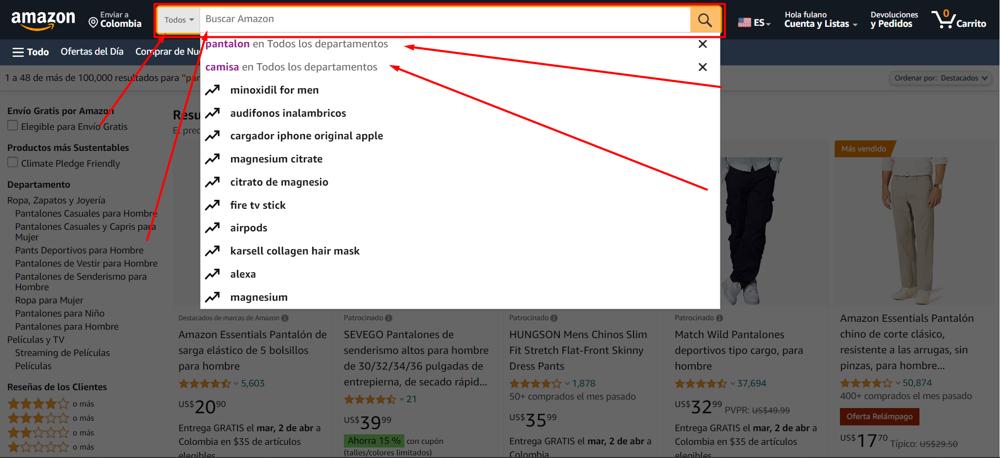 amazon
Enviar a
Colombia
Todos
Buscar Amazon
ES
Hola fulano
Cuenta y Listas
Devoluciones
y Pedidos
0
Carrito
Todo
Ofertas del Día
Comprar de Nu
pantalon en Todos los departamentos
camisa en Todos los departamentos
minoxidil for men
audifonos inalambricos
cargador iphone original apple
magnesium citrate
citrato de magnesio
fire tv stick
airpods
karsell collagen hair mask
alexa
magnesium
1 a 48 de más de 100,000 resultados para "pan
Ordenar por: Destacados
Envío Gratis por Amazon
Elegible para Envío Gratis
Productos más Sustentables
Climate Pledge Friendly
Departamento
Ropa, Zapatos y Joyería
Pantalones Casuales para Hombre
Pantalones Casuales y Capris para
Mujer
Pants Deportivos para Hombre
Pantalones de Vestir para Hombre
Pantalones de Senderismo para
Hombre
Ropa para Mujer
Pantalones para Niño
Pantalones para Hombre
Películas y TV
Streaming de Películas
Películas
Reseñas de los Clientes
o más
o más
o más
o más
Resu
El prec
Destacados de marcas de Amazon
Amazon Essentials Pantalón de
sarga elástico de 5 bolsillos
para hombre
5,603
US$20 90
Entrega GRATIS el mar, 2 de abr a
Colombia en $35 de artículos
elegibles
Patrocinado
SEVEGO Pantalones de
senderismo altos para hombre
de 30/32/34/36 pulgadas de
entrepierna, de secado rápid...
21
US$39 99
Ahorra 15 % con cupón
(talles/colores limitados)
Patrocinado
HUNGSON Mens Chinos Slim
Fit Stretch Flat-Front Skinny
Dress Pants
1,878
50+ comprados el mes pasado
US$35 99
Entrega GRATIS el mar, 2 de abr a
Colombia
Patrocinado
Match Wild Pantalones
deportivos tipo cargo, para
hombre
37,694
US$32 99 PVPR: US$49.99
Entrega GRATIS el mar, 2 de abr a
Colombia en $35 de artículos
elegibles
Más vendido
Amazon Essentials Pantalón
chino de corte clásico,
resistente a las arrugas, sin
pinzas, para hombre...
50,874
400+ comprados el mes pasado
Oferta Relámpago
US$17 70 Típico: US$29.50